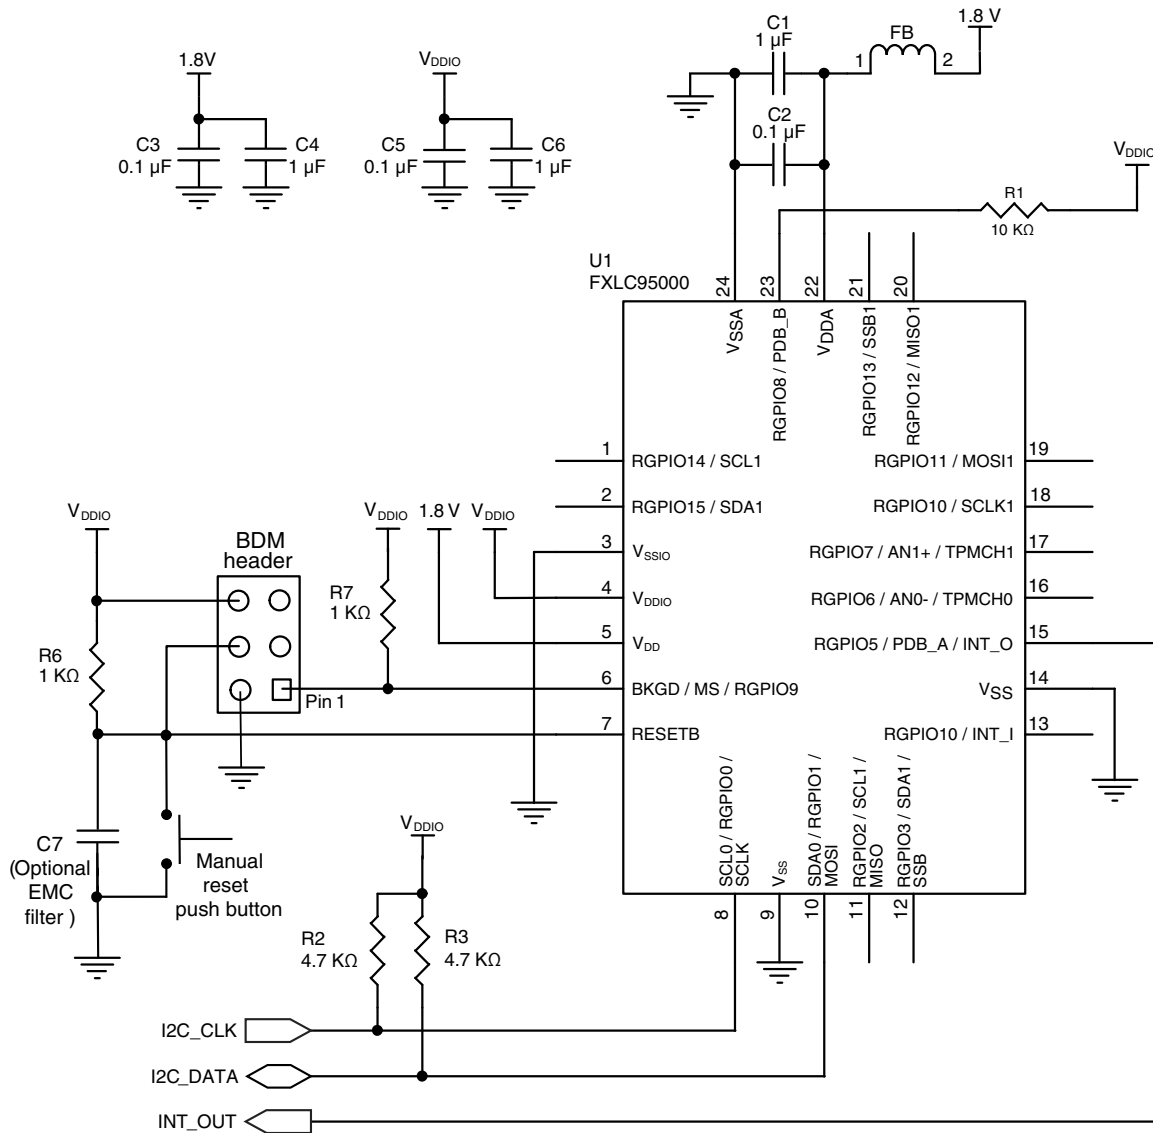 1.8V
C3
0.1 µF
C4
1 µF
VDDIO
C5
0.1 µF
C6
1 µF
C1
1 µF
C2
0.1 µF
FB
1
2
1.8 V
VDDIO
R1
10 KΩ
U1
FXLC95000
24
23
22
21
20
VSSA
RGPIO8 / PDB_B
VDDA
RGPIO13 / SSB1
RGPIO12 / MISO1
1
RGPIO14 / SCL1
2
RGPIO15 / SDA1
3
VSSIO
4
VDDIO
5
VDD
6
BKGD / MS / RGPIO9
7
RESETB
RGPIO11 / MOSI1
19
RGPIO10 / SCLK1
18
RGPIO7 / AN1+ / TPMCH1
17
RGPIO6 / AN0- / TPMCH0
16
RGPIO5 / PDB_A / INT_O
15
VSS
14
RGPIO10 / INT_I
13
SCL0 / RGPIO0 /
SCLK
VSS
SDA0 / RGPIO1 /
MOSI
RGPIO2 / SCL1 /
MISO
RGPIO3 / SDA1 /
SSB
8
9
10
11
12
VDDIO
BDM
header
Pin 1
R6
1 KΩ
VDDIO
1.8 V
VDDIO
R7
1 KΩ
C7
(Optional
EMC
filter )
Manual
reset
push button
VDDIO
R2
4.7 KΩ
R3
4.7 KΩ
I2C_CLK
I2C_DATA
INT_OUT